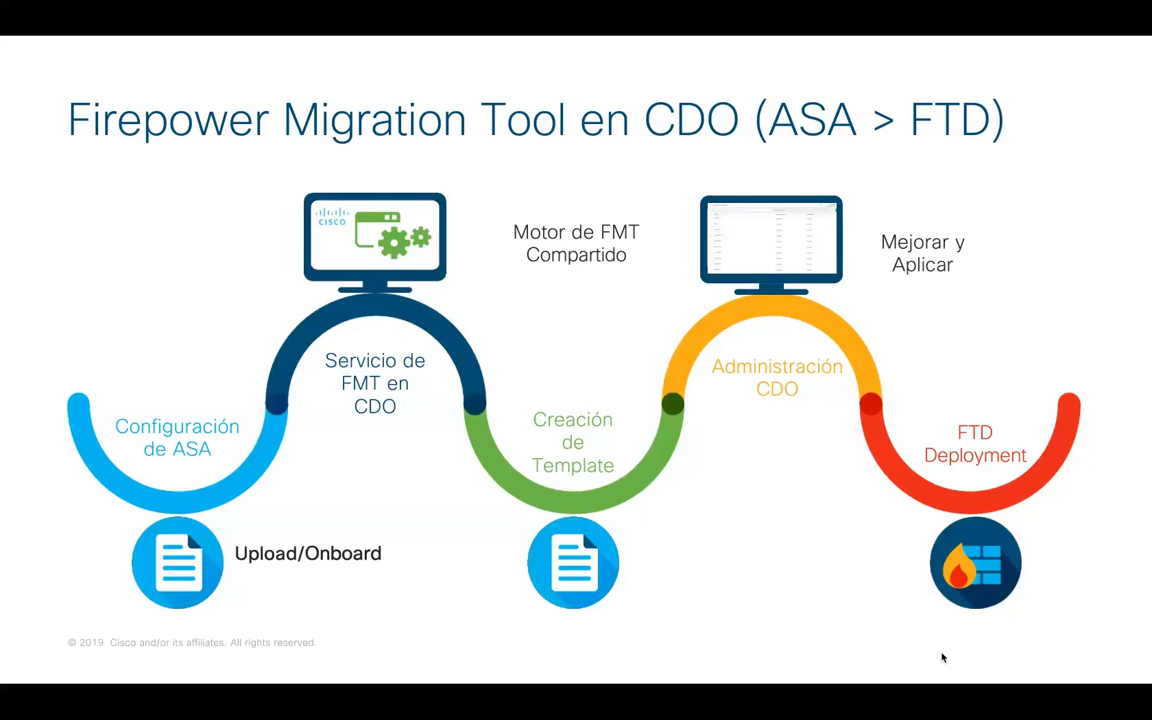 Firepower Migration Tool en CDO (ASA > FTD)
CISCO
Motor de FMT
Compartido
Mejorar y
Aplicar
Servicio de
FMT en
CDO
Administración
CDO
Configuración
de ASA
Creación
de
Template
FTD
Deployment
Upload/Onboard
© 2019 Cisco and/or its affiliates. All rights reserved.